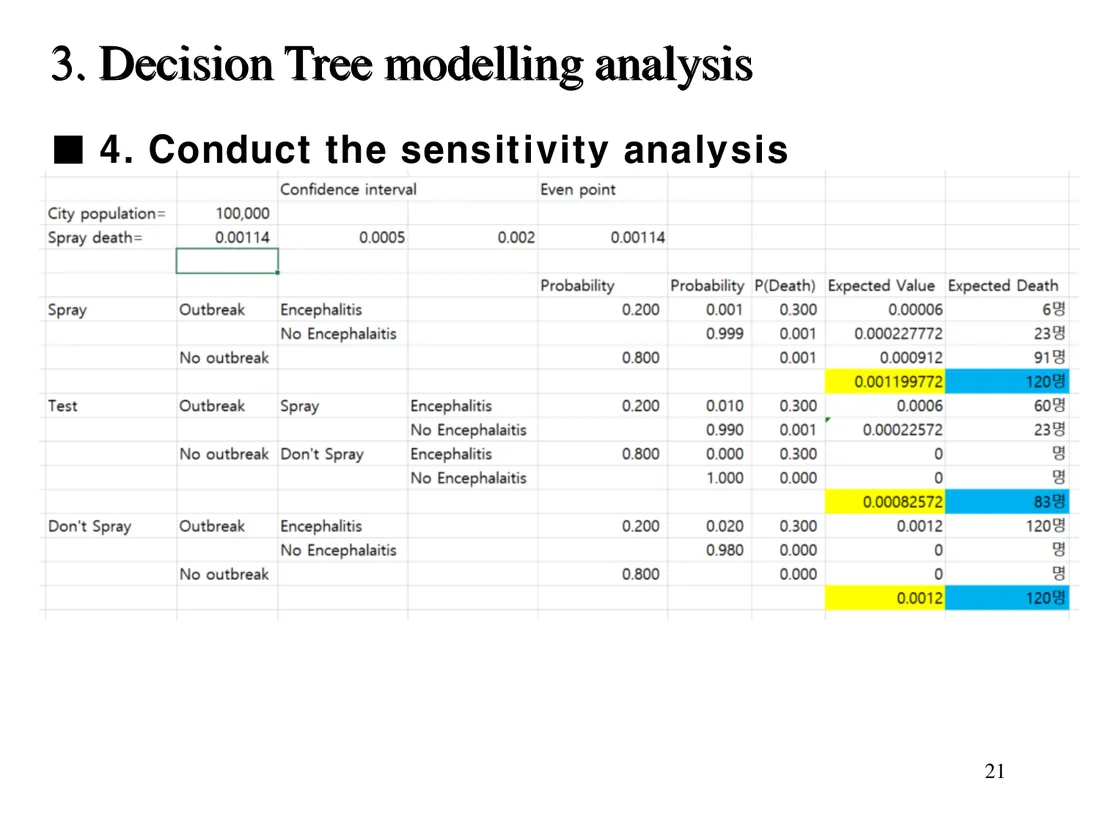 3. Decision Tree modelling analysis
■ 4. Conduct the sensitivity analysis
Confidence interval Even point
City population= 100,000
Spray death= 0.00114 0.0005 0.002 0.00114
Probability Probability P(Death) Expected Value Expected Death
Spray Outbreak Encephalitis 0.200 0.001 0.300 0.00006 6명
No Encephalaitis 0.999 0.001 0.000227772 23명
No outbreak 0.800 0.001 0.000912 91명
0.001199772 120명
Test Outbreak Spray Encephalitis 0.200 0.010 0.300 0.0006 60명
No Encephalaitis 0.990 0.001 0.00022572 23명
No outbreak Don't Spray Encephalitis 0.800 0.000 0.300 0 명
No Encephalaitis 1.000 0.000 0 명
0.00082572 83명
Don't Spray Outbreak Encephalitis 0.200 0.020 0.300 0.0012 120명
No Encephalaitis 0.980 0.000 0 명
No outbreak 0.800 0.000 0 명
0.0012 120명
21